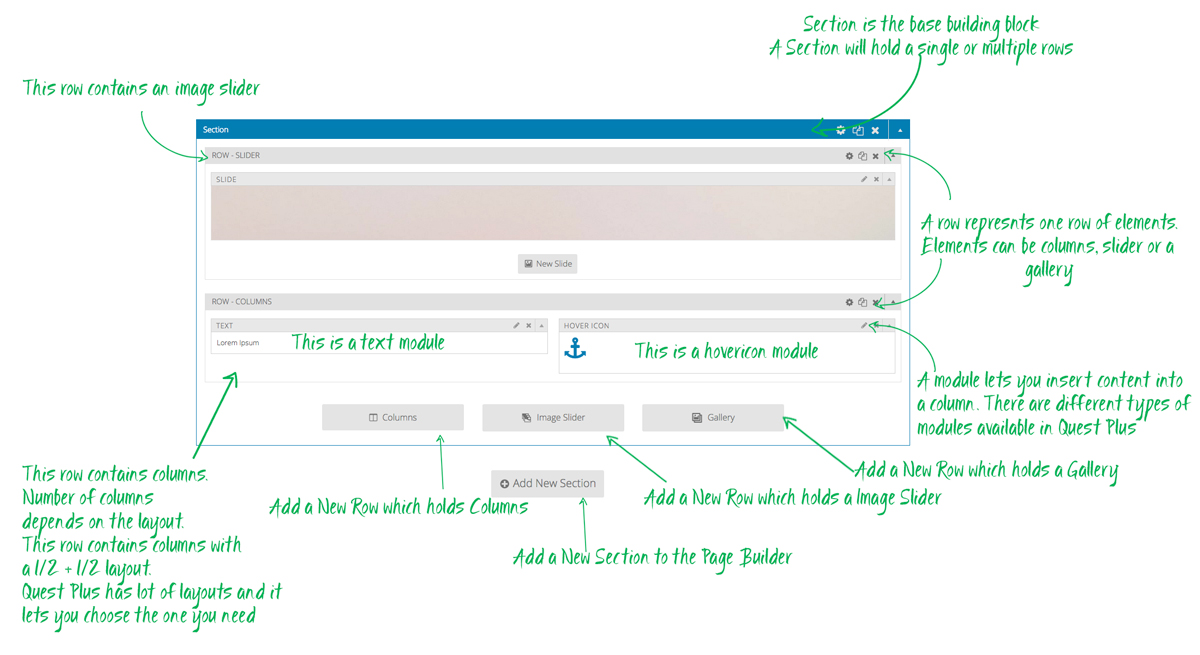 Section is the base building block
A Section will hold a single or multiple rows
This row contains an image slider
Section
ROW - SLIDER
SLIDE
New Slide
A row represnts one row of elements.
Elements can be columns, slider or a
gallery
ROW - COLUMNS
TEXT
Lorem Ipsum
This is a text module
HOVER ICON
This is a hovericon module
A module lets you insert content into
a column. There are different types of
modules available in Quest Plus
Columns
Image Slider
Gallery
This row contains columns.
Number of columns
depends on the layout.
This row contains columns with
a 1/2 + 1/2 layout.
Quest Plus has lot of layouts and it
lets you choose the one you need
Add a New Row which holds a Gallery
Add New Section
Add a New Row which holds a Image Slider
Add a New Row which holds Columns
Add a New Section to the Page Builder